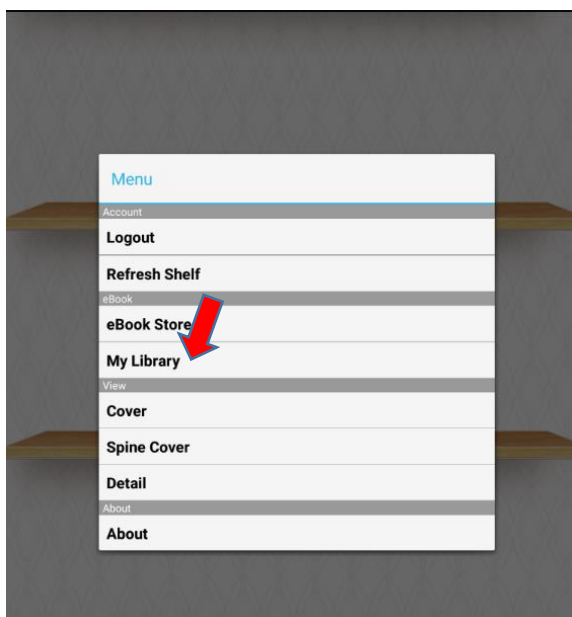 Menu
Account
Logout
Refresh Shelf
eBook
eBook Store
My Library
View
Cover
Spine Cover
Detail
About
About